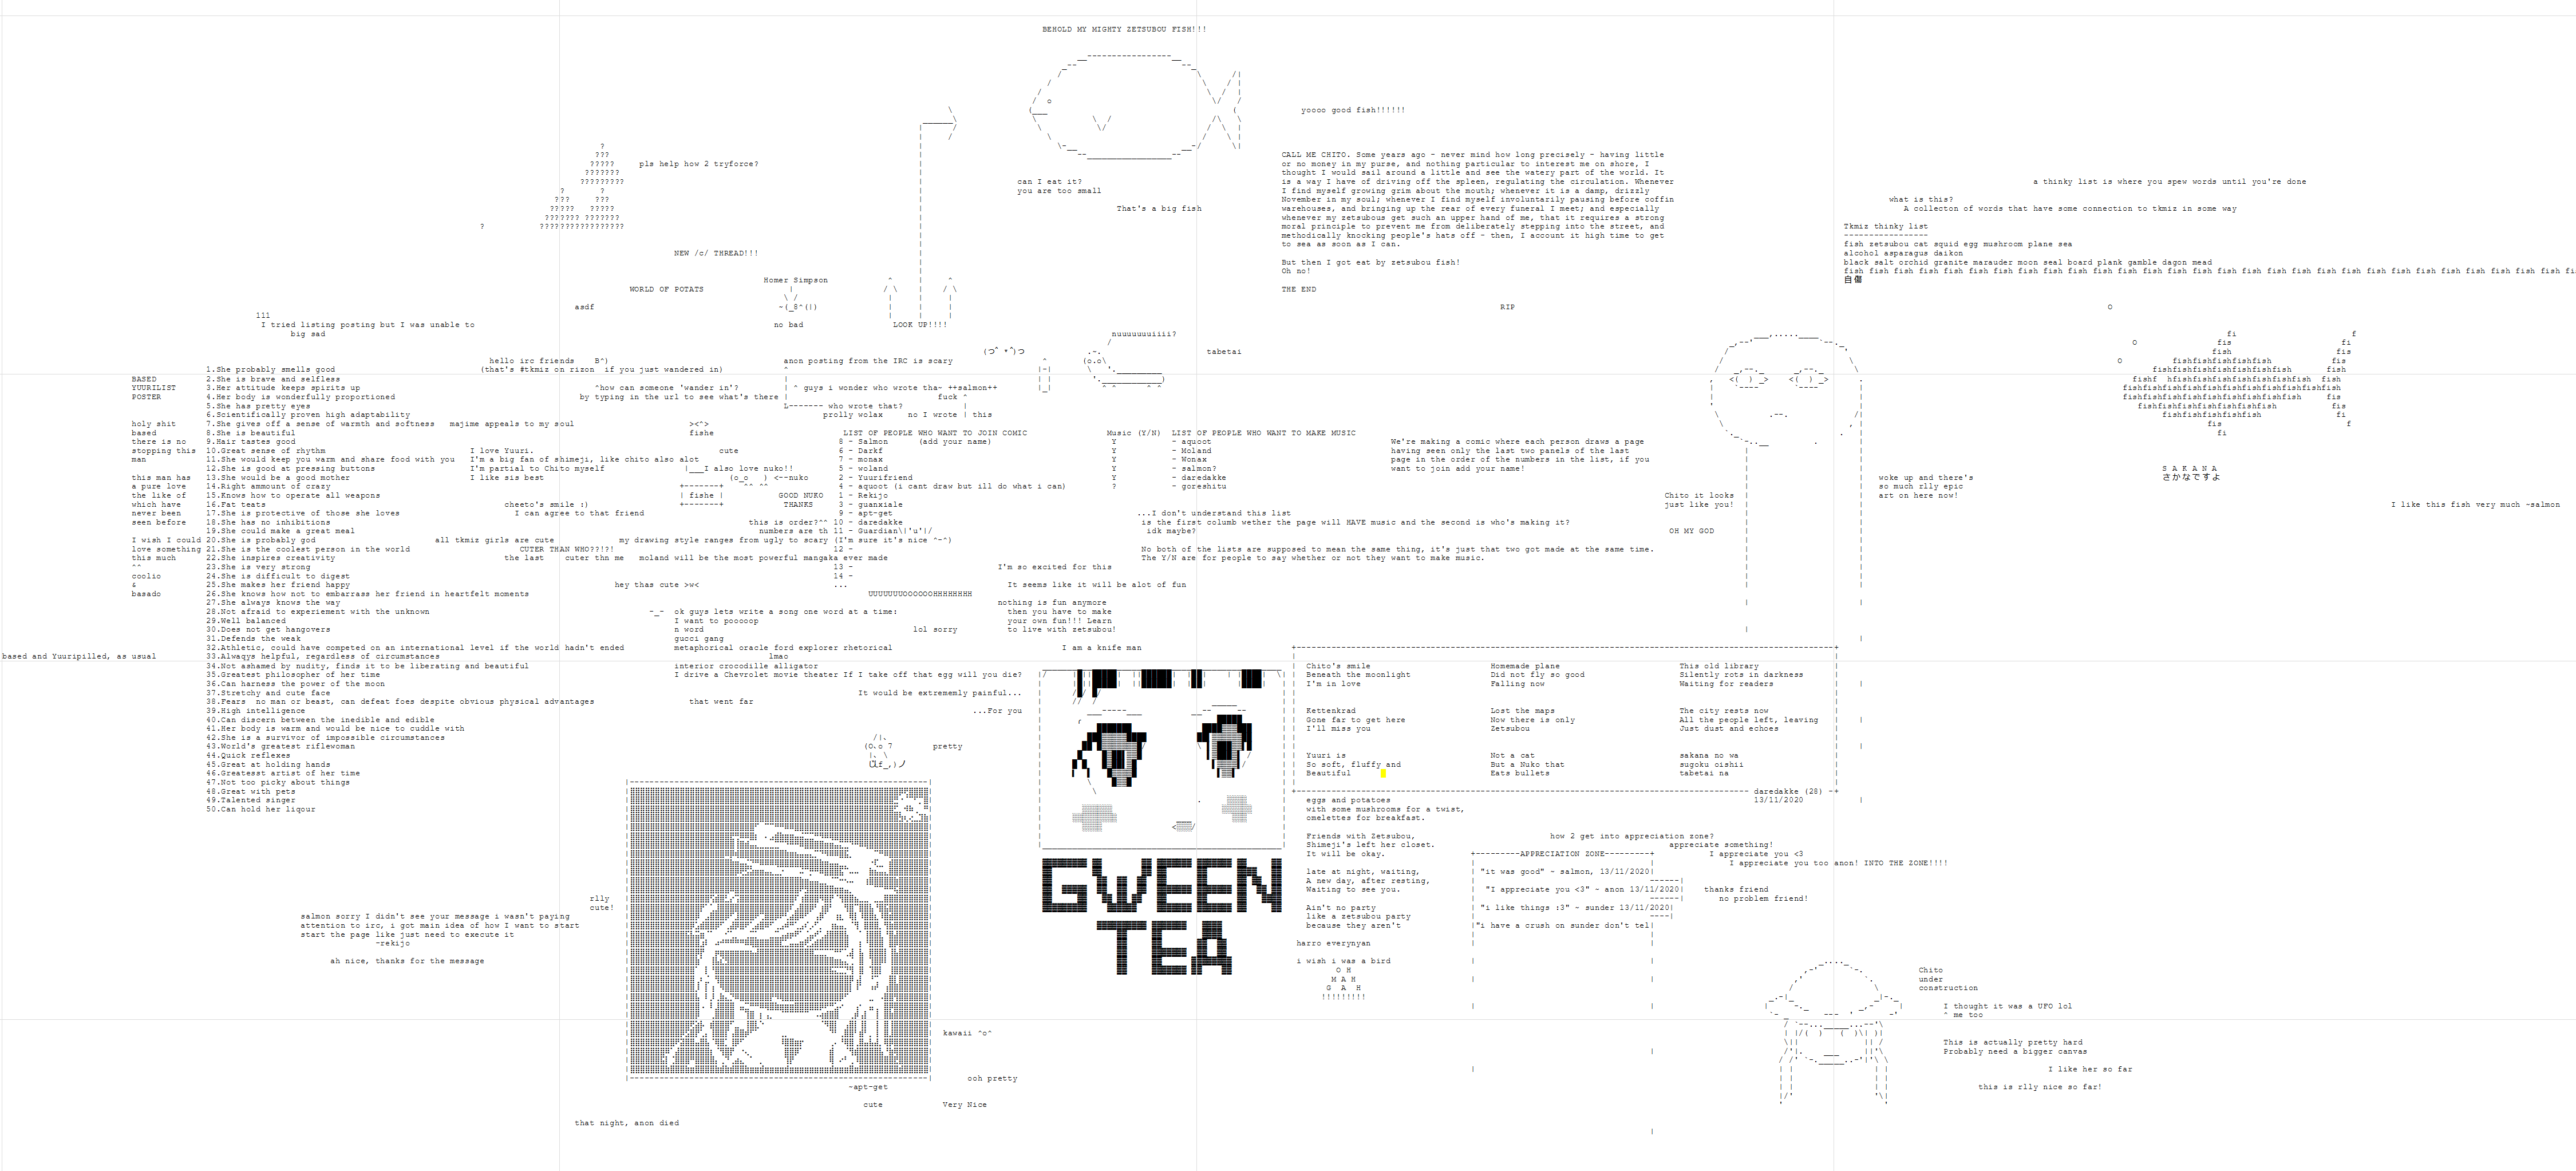 BEHOLD MY MIGHTY ZETSUBOU FISH!!!
yoooo good fish!!!!!!
pls help how 2 tryforce?
can I eat it?
you are too small
That's a big fish
CALL ME CHITO. Some years ago - never mind how long precisely - having little
or no money in my purse, and nothing particular to interest me on shore, I
thought I would sail around a little and see the watery part of the world. It
is a way I have of driving off the spleen, regulating the circulation. Whenever
I find myself growing grim about the mouth; whenever it is a damp, drizzly
November in my soul; whenever I find myself involuntarily pausing before coffin
warehouses, and bringing up the rear of every funeral I meet; and especially
whenever my zetsubous get such an upper hand of me, that it requires a strong
moral principle to prevent me from deliberately stepping into the street, and
methodically knocking people's hats off - then, I account it high time to get
to sea as soon as I can.
But then I got eat by zetsubou fish!
Oh no!
THE END
RIP
a thinky list is where you spew words until you're done
what is this?
A collecton of words that have some connection to tkmiz in some way
Tkmiz thinky list
-----------------
fish zetsubou cat squid egg mushroom plane sea
alcohol asparagus daikon
black salt orchid granite marauder moon seal board plank gamble dagon mead
fish fish fish fish fish fish fish fish fish fish fish fish fish fish fish fish fish fish fish fish fish fish fish fish fish fish fish fish fish fi
自傷
NEW /c/ THREAD!!!
Homer Simpson
WORLD OF POTATS
~(_8^(|)
asdf
no bad
LOOK UP!!!!
111
I tried listing posting but I was unable to
big sad
nuuuuuuuiiii?
tabetai
hello irc friends    B^)
(that's #tkmiz on rizon  if you just wandered in)
anon posting from the IRC is scary
^how can someone 'wander in'?
by typing in the url to see what's there
^ guys i wonder who wrote tha~ ++salmon++
fuck ^
who wrote that?
prolly wolax
no I wrote | this
BASED
YUURILIST
POSTER
holy shit
based
there is no
stopping this
man
this man has
a pure love
the like of
which have
never been
seen before
I wish I could
love something
this much
^^
coolio
&
basado
based and Yuuripilled, as usual
1.She probably smells good
2.She is brave and selfless
3.Her attitude keeps spirits up
4.Her body is wonderfully proportioned
5.She has pretty eyes
6.Scientifically proven high adaptability
7.She gives off a sense of warmth and softness
8.She is beautiful
9.Hair tastes good
10.Great sense of rhythm
11.She would keep you warm and share food with you
12.She is good at pressing buttons
13.She would be a good mother
14.Right ammount of crazy
15.Knows how to operate all weapons
16.Fat teats
17.She is protective of those she loves
18.She has no inhibitions
19.She could make a great meal
20.She is probably god
21.She is the coolest person in the world
22.She inspires creativity
23.She is very strong
24.She is difficult to digest
25.She makes her friend happy
26.She knows how not to embarrass her friend in heartfelt moments
27.She always knows the way
28.Not afraid to experiement with the unknown
29.Well balanced
30.Does not get hangovers
31.Defends the weak
32.Athletic, could have competed on an international level if the world hadn't ended
33.Alwaqys helpful, regardless of circumstances
34.Not ashamed by nudity, finds it to be liberating and beautiful
35.Greatest philosopher of her time
36.Can harness the power of the moon
37.Stretchy and cute face
38.Fears  no man or beast, can defeat foes despite obvious physical advantages
39.High intelligence
40.Can discern between the inedible and edible
41.Her body is warm and would be nice to cuddle with
42.She is a survivor of impossible circumstances
43.World's greatest riflewoman
44.Quick reflexes
45.Great at holding hands
46.Greatesst artist of her time
47.Not too picky about things
48.Great with pets
49.Talented singer
50.Can hold her liqour
majime appeals to my soul
I love Yuuri.
I'm a big fan of shimeji, like chito also alot
I'm partial to Chito myself
I like sis best
cheeto's smile :)
I can agree to that friend
all tkmiz girls are cute
CUTER THAN WHO??!?!
the last
cuter thn me
moland will be the most powerful mangaka ever made
my drawing style ranges from ugly to scary (I'm sure it's nice ^-^)
><^>
fishe
cute
|___I also love nuko!!
(o_o   ) <--nuko
^^ ^^
| fishe |
GOOD NUKO
THANKS
this is order?^^
numbers are th
LIST OF PEOPLE WHO WANT TO JOIN COMIC
8 - Salmon      (add your name)
6 - Darkf
7 - monax
5 - woland
2 - Yuurifriend
4 - aquoot (i cant draw but ill do what i can)
1 - Rekijo
3 - guanxiale
9 - apt-get
10 - daredakke
11 - Guardian\|'u'|/
12 -
13 -
14 -
...
Music (Y/N)  LIST OF PEOPLE WHO WANT TO MAKE MUSIC
Y - aquoot
Y - Moland
Y - Wonax
Y - salmon?
Y - daredakke
? - goreshitu
We're making a comic where each person draws a page
having seen only the last two panels of the last
page in the order of the numbers in the list, if you
want to join add your name!
...I don't understand this list
is the first columb wether the page will HAVE music and the second is who's making it?
idk maybe?
No both of the lists are supposed to mean the same thing, it's just that two got made at the same time.
The Y/N are for people to say whether or not they want to make music.
Chito it looks
just like you!
OH MY GOD
woke up and there's
so much rlly epic
art on here now!
fi f
O fis fi
fish fis
O fishfishfishfishfish fis
fishfishfishfishfishfish fish
fishf  hfishfishfishfishfishfish  fish
fishfishfishfishfishfishfishfishfishfish
fishfishfishfishfishfishfishfish fish
fishfishfishfishfishfish fis
fishfishfishfishfish fi
fis f
fi
S A K A N A
さかなですよ
I like this fish very much ~salmon
I'm so excited for this
It seems like it will be alot of fun
hey thas cute >w<
UUUUUUUOOOOOOHHHHHHHH
nothing is fun anymore
then you have to make
your own fun!!! Learn
to live with zetsubou!
-_-
ok guys lets write a song one word at a time:
I want to pooooop
n word
lol sorry
gucci gang
metaphorical oracle ford explorer rhetorical
lmao
interior crocodille alligator
I drive a Chevrolet movie theater If I take off that egg will you die?
It would be extrememly painful...
...For you
that went far
I am a knife man
pretty
Chito's smile
Beneath the moonlight
I'm in love
Homemade plane
Did not fly so good
Falling now
This old library
Silently rots in darkness
Waiting for readers
Kettenkrad
Gone far to get here
I'll miss you
Lost the maps
Now there is only
Zetsubou
The city rests now
All the people left, leaving
Just dust and echoes
Yuuri is
So soft, fluffy and
Beautiful
Not a cat
But a Nuko that
Eats bullets
sakana no wa
sugoku oishii
tabetai na
daredakke (28)
13/11/2020
eggs and potatoes
with some mushrooms for a twist,
omelettes for breakfast.
Friends with Zetsubou,
Shimeji's left her closet.
It will be okay.
late at night, waiting,
A new day, after resting,
Waiting to see you.
Ain't no party
like a zetsubou party
because they aren't
harro everynyan
i wish i was a bird
O H
M A H
G  A  H
!!!!!!!!!
how 2 get into appreciation zone?
appreciate something!
I appreciate you <3
I appreciate you too anon! INTO THE ZONE!!!!
+---------APPRECIATION ZONE-------+
"it was good" ~ salmon, 13/11/2020|
"I appreciate you <3" ~ anon 13/11/2020|
"i like things :3" ~ sunder 13/11/2020|
"i have a crush on sunder don't tel|
thanks friend
no problem friend!
GWEEN
TEA
rlly
cute!
salmon sorry I didn't see your message i wasn't paying
attention to irc, i got main idea of how I want to start
start the page like just need to execute it
-rekijo
ah nice, thanks for the message
kawaii ^o^
ooh pretty
~apt-get
cute
Very Nice
that night, anon died
Chito
under
construction
I thought it was a UFO lol
^ me too
This is actually pretty hard
Probably need a bigger canvas
I like her so far
this is rlly nice so far!